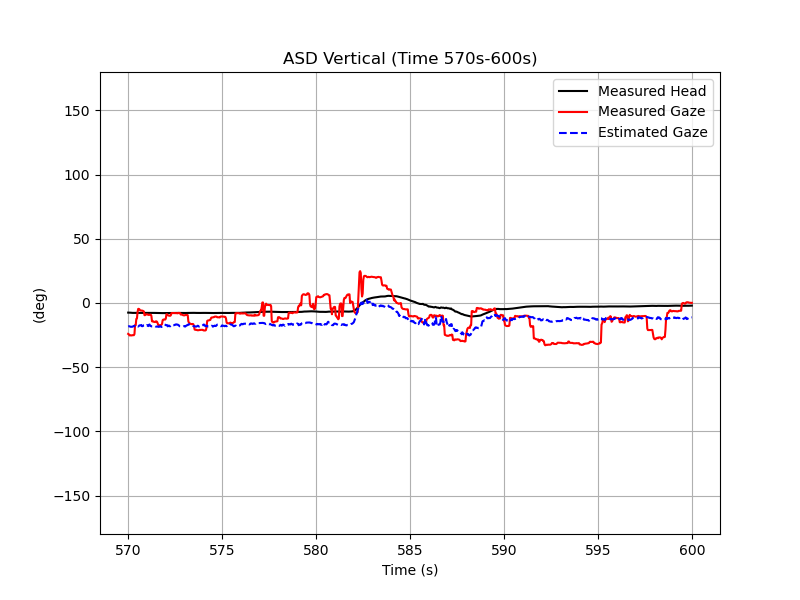 ASD Vertical (Time 570s-600s)
Measured Head
Measured Gaze
Estimated Gaze
150
100
50
0
−50
−100
−150
(deg)
570
575
580
585
590
595
600
Time (s)